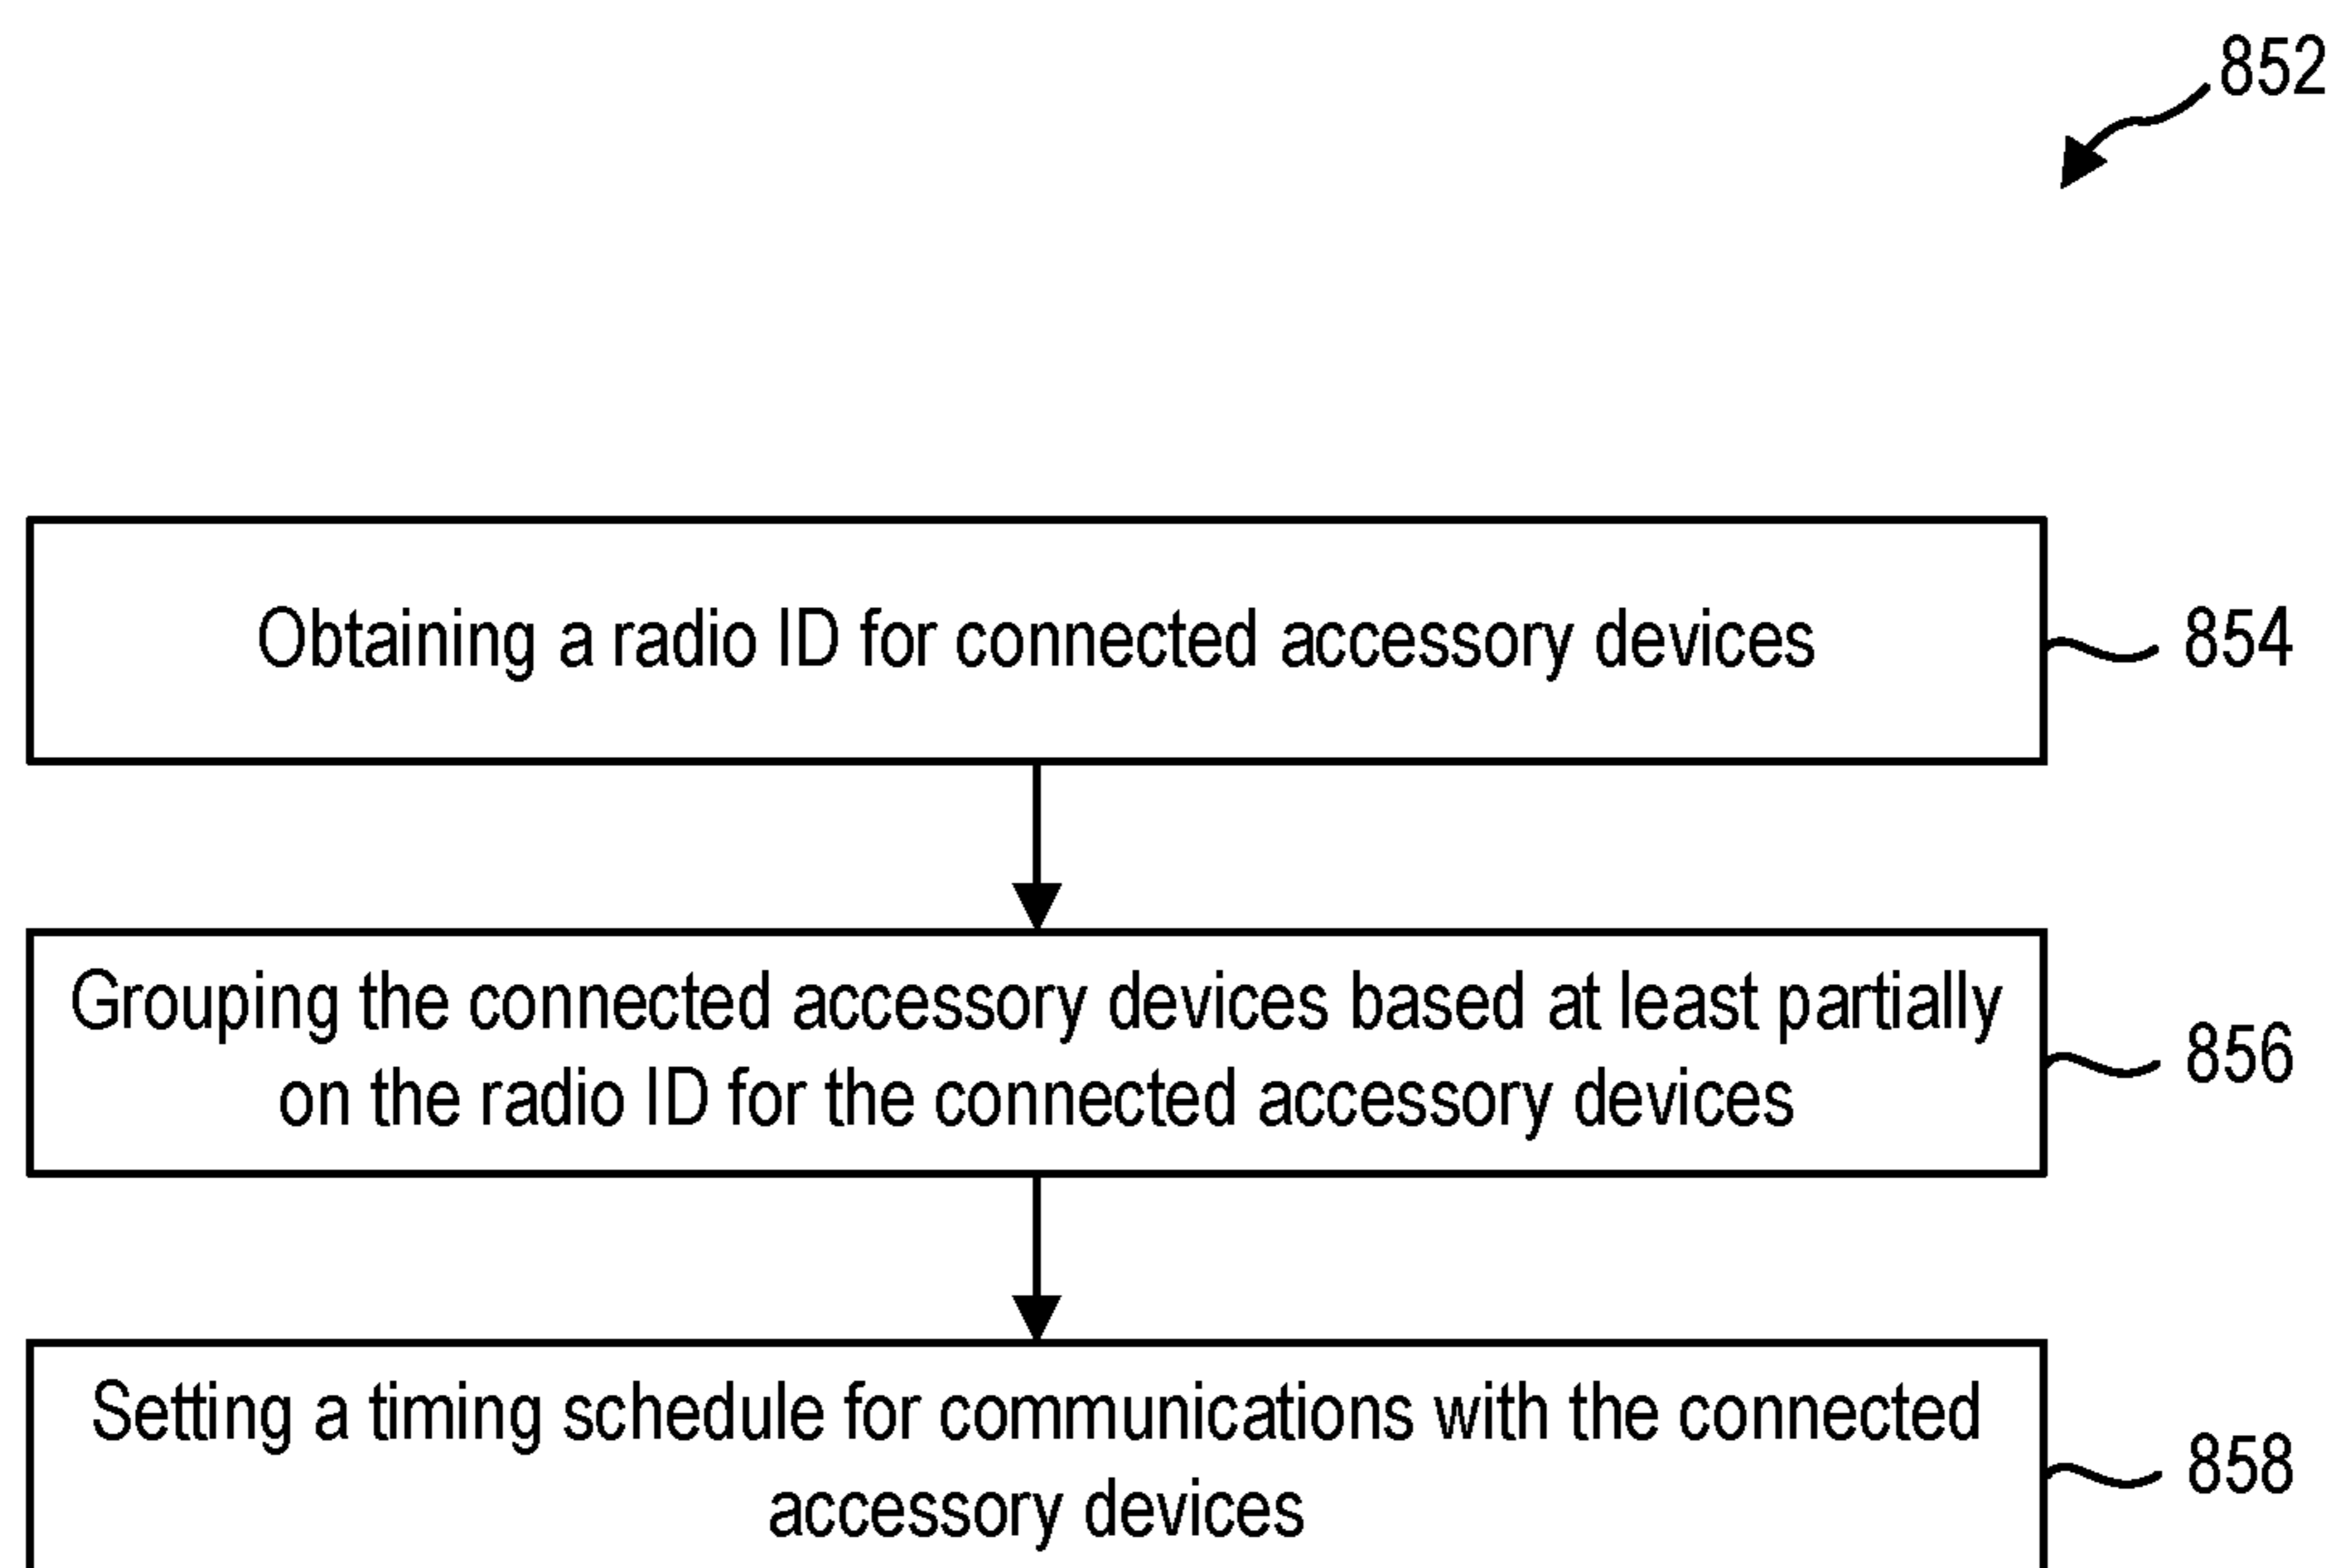 852
Obtaining a radio ID for connected accessory devices
854
Grouping the connected accessory devices based at least partially
on the radio ID for the connected accessory devices
856
Setting a timing schedule for communications with the connected
accessory devices
858